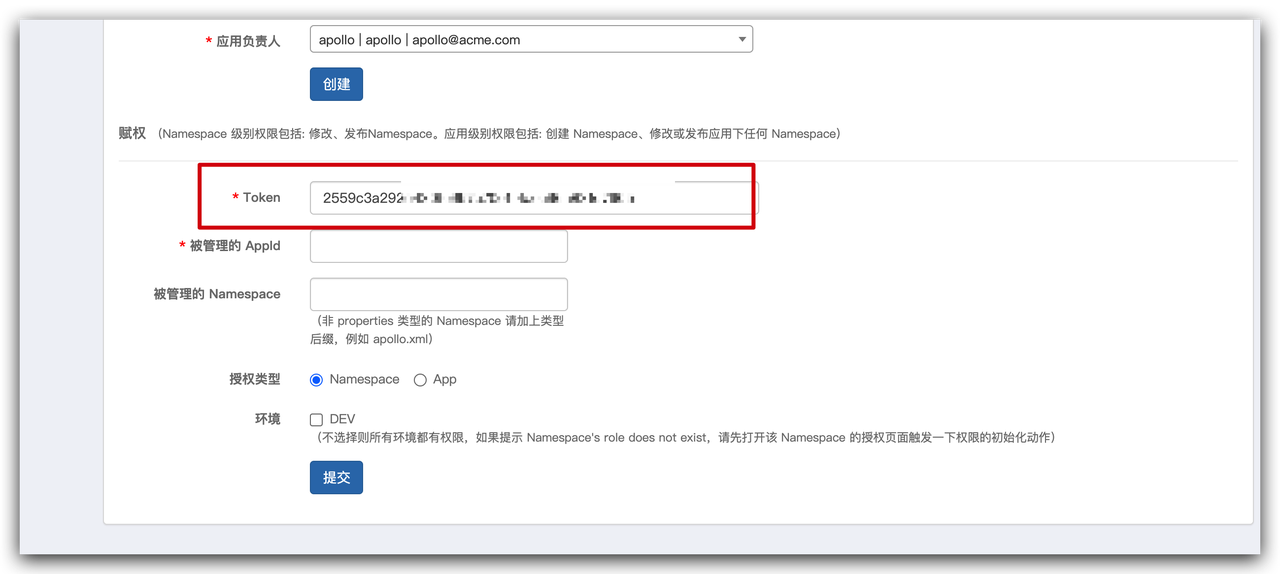 * 应用负责人 apollo | apollo | apollo@acme.com
创建
赋权 (Namespace 级别权限包括: 修改、发布Namespace。应用级别权限包括: 创建 Namespace、修改或发布应用下任何 Namespace)
* Token 2559c3a292
* 被管理的 AppId
被管理的 Namespace
(非 properties 类型的 Namespace 请加上类型
后缀，例如 apollo.xml)
授权类型 Namespace App
环境 DEV
(不选择则所有环境都有权限，如果提示 Namespace's role does not exist，请先打开该 Namespace 的授权页面触发一下权限的初始化动作)
提交